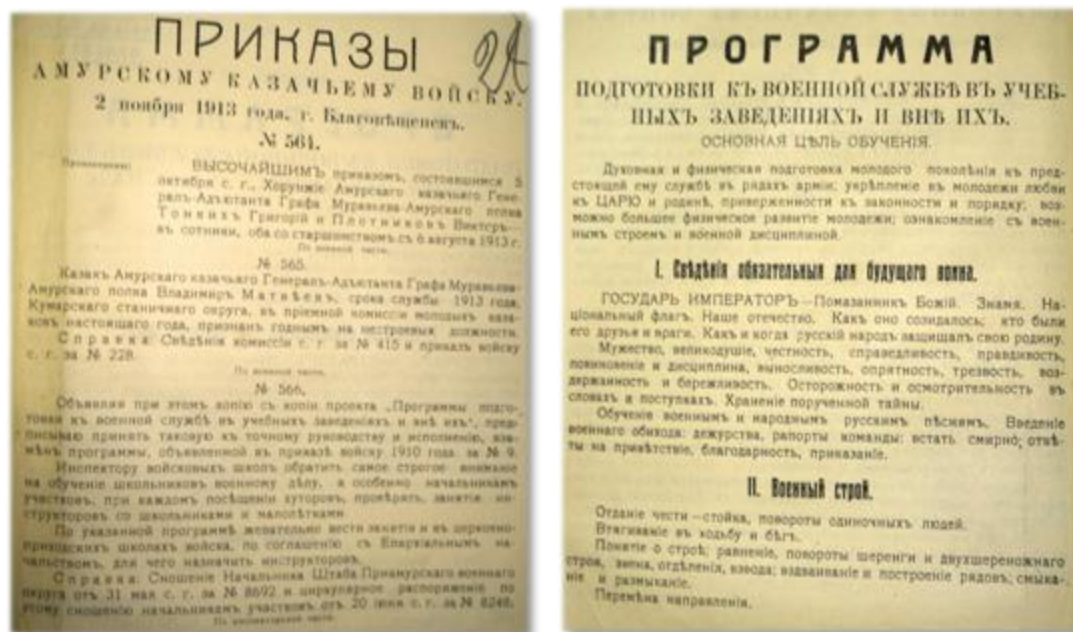 ПРИКАЗЫ
АМУРСКОМУ КАЗАЧЬЕМУ ВОЙСКУ.
2 ноября 1913 года, г. Благовѣщенскъ.
№ 564.
ВЫСОЧАЙШИМЪ приказомъ, состоявшимся 5
октября с. г., Хорунжіе Амурскаго казачьяго Гене-
ралъ-Адъютанта Графа Муравьева-Амурскаго полка
Тонкихъ Григорій и Плотниковъ Викторъ—
въ сотники, оба со старшинствомъ съ 6 августа 1913 г.
По военной части.
№ 565.
Казакъ Амурскаго казачьяго Генералъ-Адъютанта Графа Муравьева-
Амурскаго полка Владимиръ Матвѣевъ, срока службы 1913 года,
Кумарскаго станичнаго округа, въ пріемной комиссіи молодыхъ каза-
ковъ настоящаго года, признанъ годнымъ на нестроевыя должности.
Справка: Свѣдѣнія комиссіи с. г. за № 415 и приказъ войску
с. г. за № 228.
По военной части.
№ 566.
Объявляя при этомъ копію съ копіи проекта „Программы подго-
товки къ военной службѣ въ учебныхъ заведеніяхъ и внѣ ихъ", пред-
писываю принять таковую къ точному руководству и исполненію, вза-
мѣнъ программы, объявленной въ приказѣ войску 1910 года за № 9.
Инспектору войсковыхъ школъ обратить самое строгое вниманіе
на обученіе школьниковъ военному дѣлу, а особенно начальникамъ
участковъ, при каждомъ посѣщеніи хуторовъ, провѣрять занятія ин-
структоровъ со школьниками и малолѣтками.
По указанной программѣ желательно вести занятія и въ церковно-
приходскихъ школахъ войска, по соглашенію съ Епархіальнымъ на-
чальствомъ, для чего назначить инструкторовъ.
Справка: Сношеніе Начальника Штаба Приамурскаго военнаго
округа отъ 31 мая с. г. за № 8692 и циркулярное распоряженіе по
этому сношенію начальникамъ участковъ отъ 20 іюня с. г. за № 8248.
ПРОГРАММА
ПОДГОТОВКИ КЪ ВОЕННОЙ СЛУЖБѢ ВЪ УЧЕБ-
НЫХЪ ЗАВЕДЕНІЯХЪ И ВНѢ ИХЪ.
ОСНОВНАЯ ЦѢЛЬ ОБУЧЕНІЯ.
Духовная и физическая подготовка молодого поколѣнія къ пред-
стоящей ему службѣ въ рядахъ арміи; укрѣпленіе въ молодежи любви
къ ЦАРЮ и родинѣ, приверженности къ законности и порядку; воз-
можно большее физическое развитіе молодежи; ознакомленіе съ воен-
нымъ строемъ и военной дисциплиной.
I. Свѣдѣнія обязательныя для будущаго воина.
ГОСУДАРЬ ИМПЕРАТОРЪ—Помазанникъ Божій. Знамя. На-
ціональный флагъ. Наше отечество. Какъ оно созидалось; кто были
его друзья и враги. Какъ и когда русскій народъ защищалъ свою родину.
Мужество, великодушіе, честность, справедливость, правдивость,
повиновеніе и дисциплина, выносливость, опрятность, трезвость, воз-
держанность и бережливость. Осторожность и осмотрительность въ
словахъ и поступкахъ. Храненіе порученной тайны.
Обученіе военнымъ и народнымъ русскимъ пѣснямъ. Введеніе
военнаго обихода: дежурства, рапорты команды: встать смирно; отвѣ-
ты на привѣтствіе, благодарность, приказаніе.
II. Военный строй.
Отданіе чести—стойка, повороты одиночныхъ людей.
Втягиваніе въ ходьбу и бѣгъ.
Понятіе о строѣ; равненіе, повороты шеренги и двухшереножнаго
строя, звена, отдѣленія, взвода; вздваиваніе и построеніе рядовъ; смыка-
ніе и размыканіе.
Перемѣна направленія.